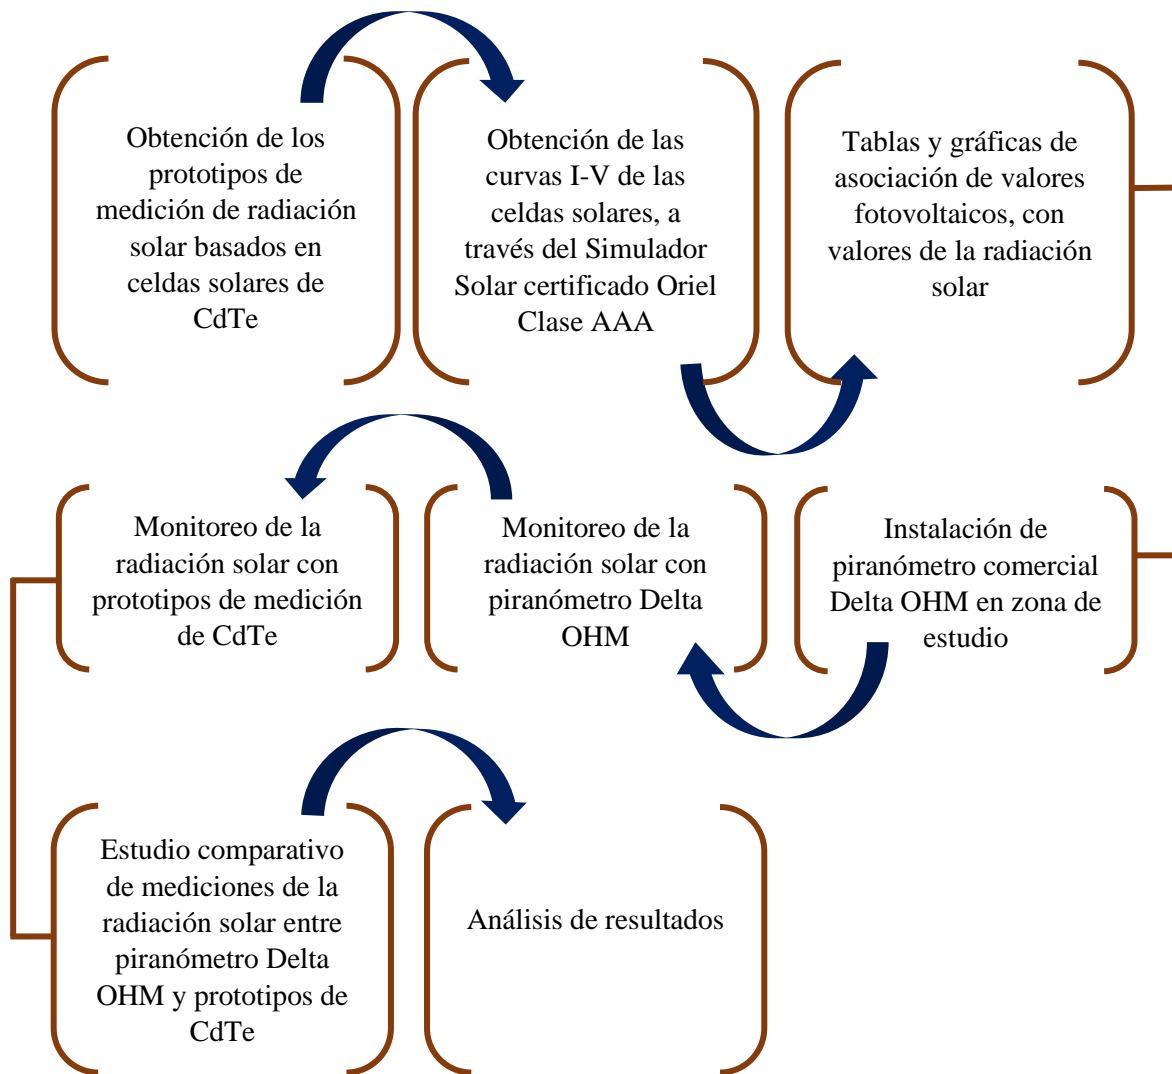 Obtención de los
prototipos de
medición de radiación
solar basados en
celdas solares de
CdTe
Obtención de las
curvas I-V de las
celdas solares, a
través del Simulador
Solar certificado Oriel
Clase AAA
Tablas y gráficas de
asociación de valores
fotovoltaicos, con
valores de la radiación
solar
Instalación de
piranómetro comercial
Delta OHM en zona de
estudio
Monitoreo de la
radiación solar con
piranómetro Delta
OHM
Monitoreo de la
radiación solar con
prototipos de medición
de CdTe
Estudio comparativo
de mediciones de la
radiación solar entre
piranómetro Delta
OHM y prototipos de
CdTe
Análisis de resultados